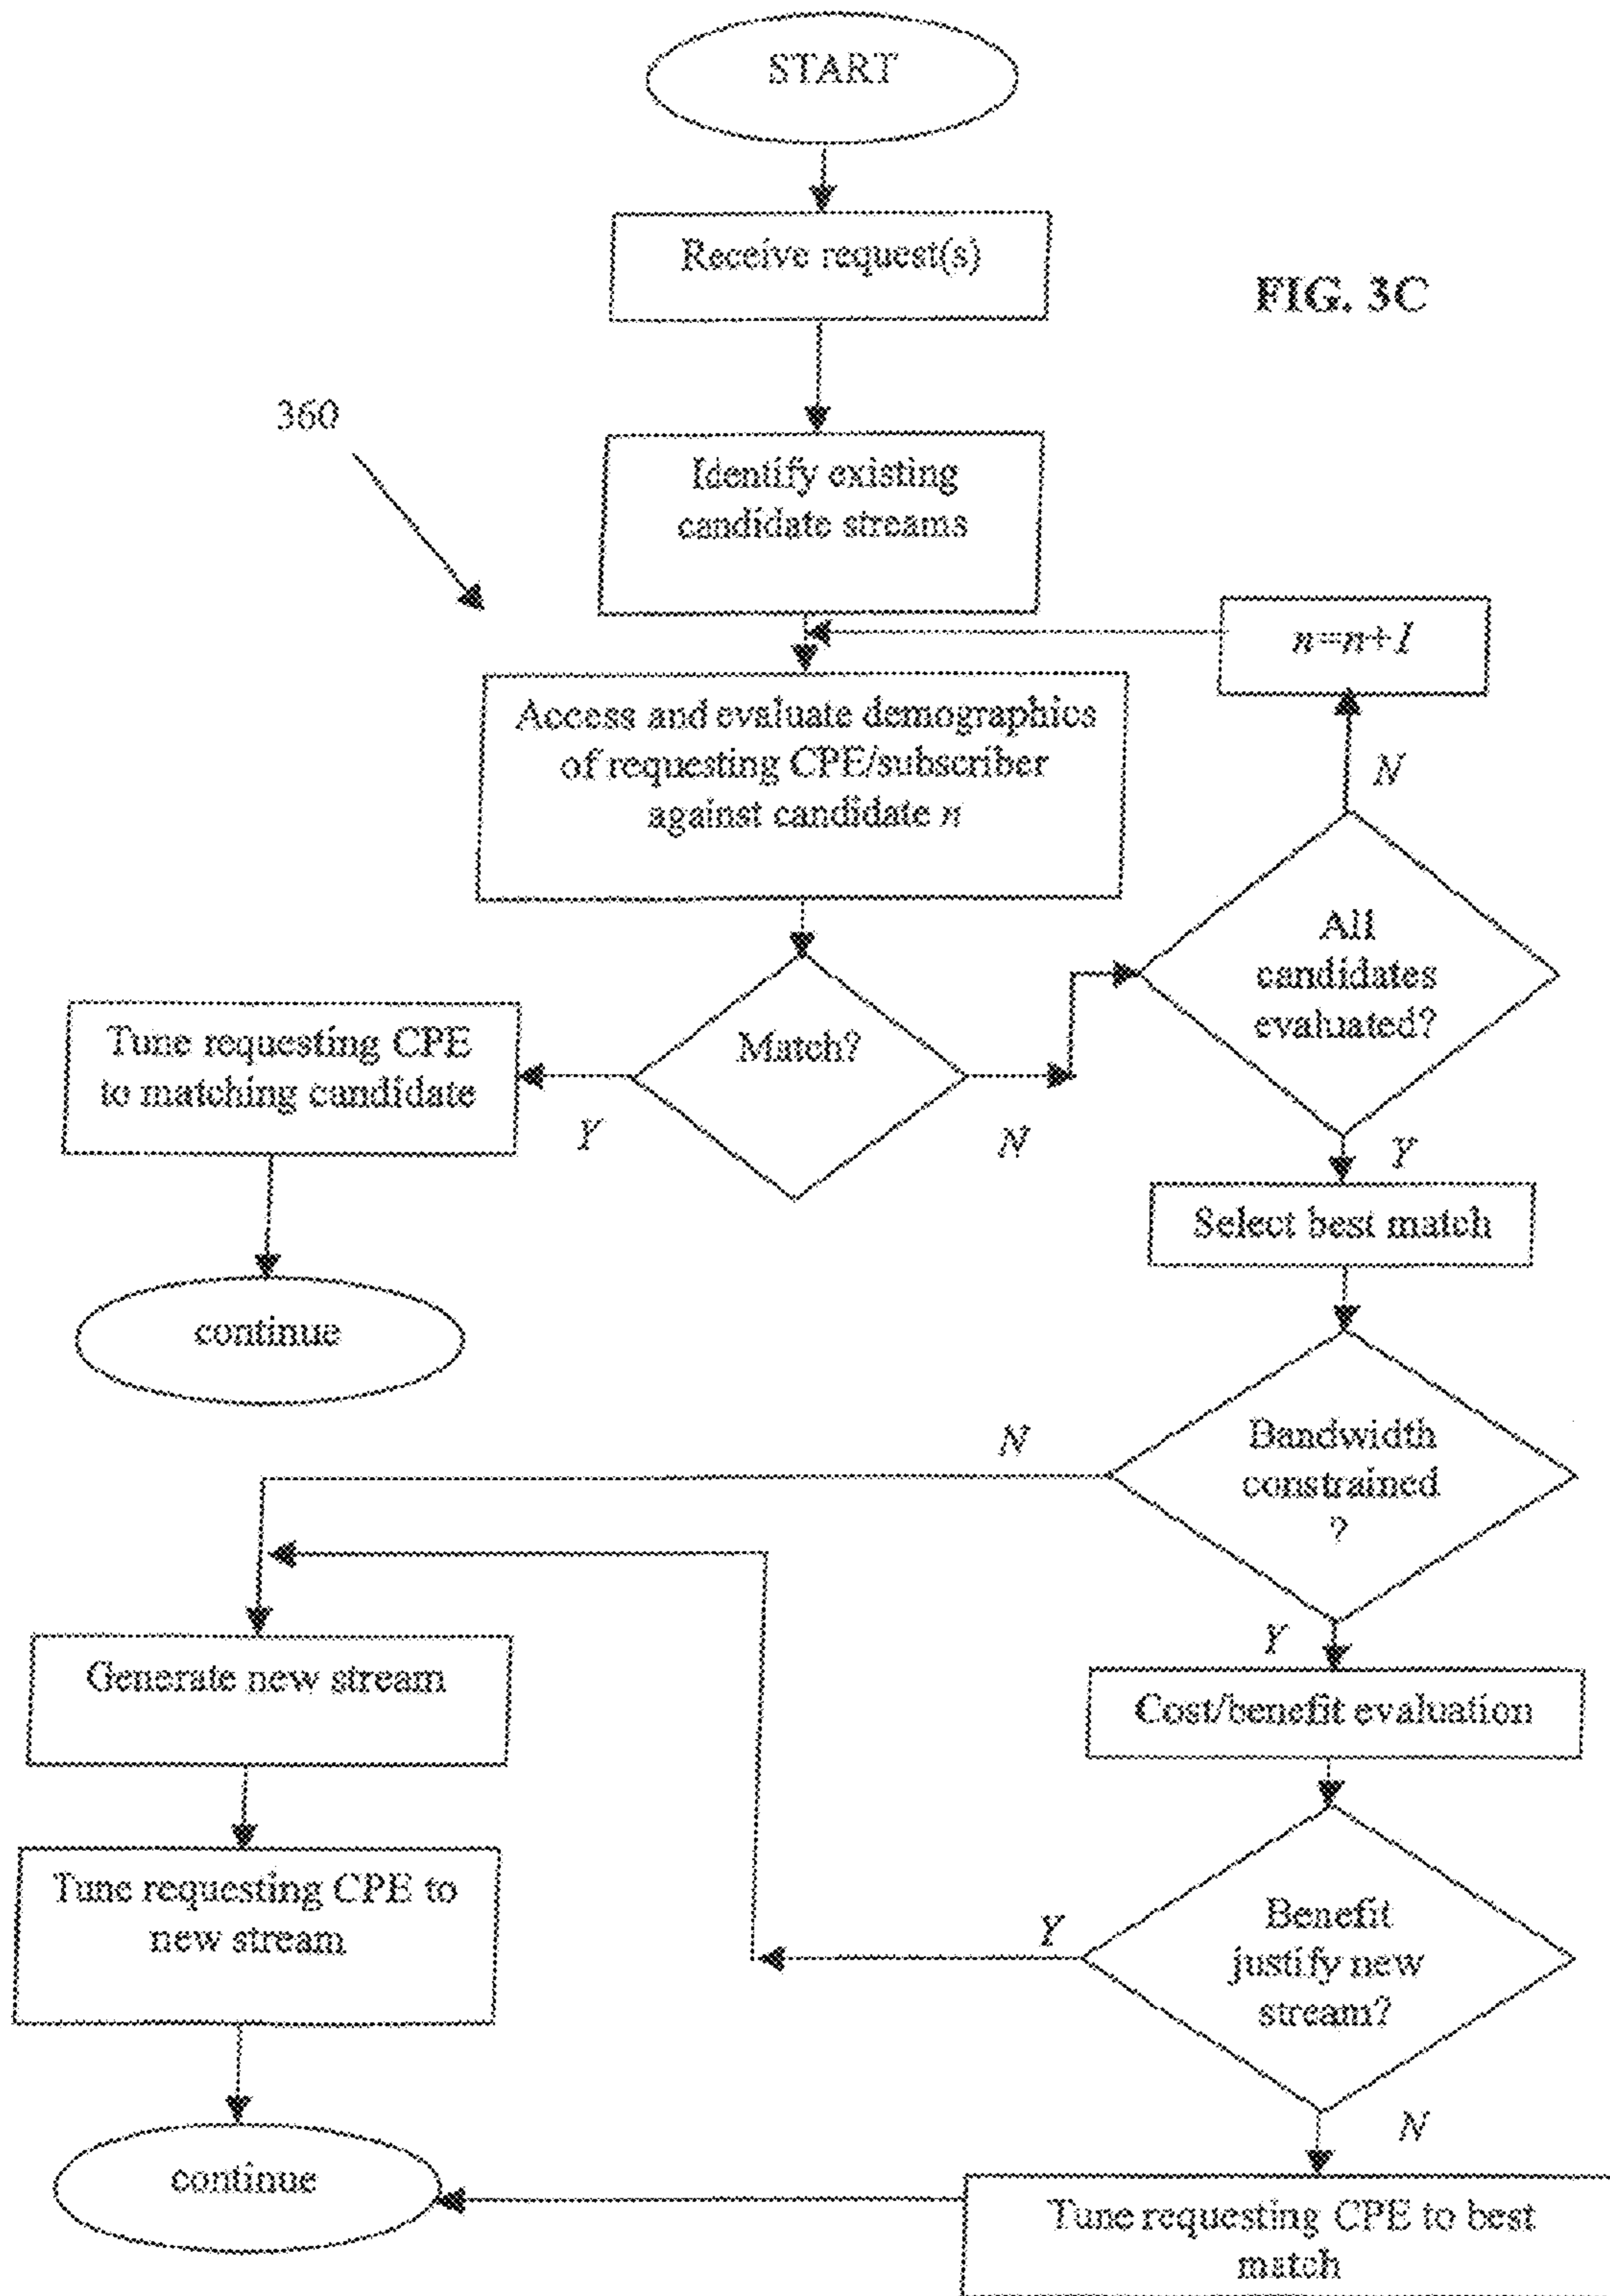 START
Receive request(s)
FIG. 3C
360
Identify existing
candidate streams
n=n+1
Access and evaluate demographics
of requesting CPE/subscriber
against candidate n
N
All
candidates
evaluated?
Match?
Tune requesting CPE
to matching candidate
Y
N
Y
Select best match
continue
Bandwidth
constrained
?
N
Y
Generate new stream
Cost/benefit evaluation
Tune requesting CPE to
new stream
Benefit
justify new
stream?
Y
N
continue
Tune requesting CPE to best
match